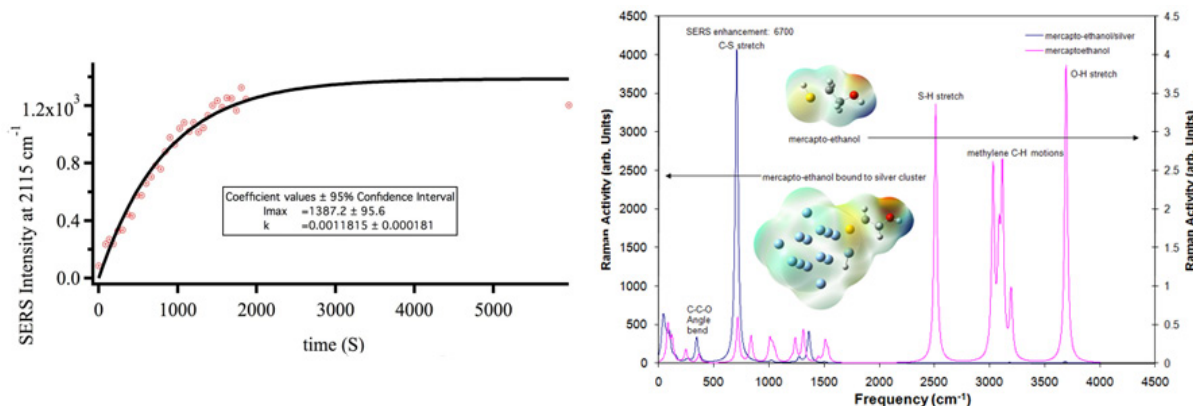 SERS Intensity at 2115 cm⁻¹
1.2x10³
0.8
0.4
0.0
Coefficient values ± 95% Confidence Interval
Imax =1387.2 ± 95.6
k =0.0011815 ± 0.000181
0 1000 2000 3000 4000 5000
time (S)
Raman Activity (arb. Units)
4500
4000
3500
3000
2500
2000
1500
1000
500
0
SERS enhancement: 6700
C-S stretch
mercapto-ethanol/silver
mercaptoethanol
O-H stretch
S-H stretch
mercapto-ethanol
methylene C-H motions
mercapto-ethanol bound to silver cluster
C-C-O
Angle
bend
4.5
4
3.5
3
2.5
2
1.5
1
0.5
0
Raman Activity (arb. Units)
0 500 1000 1500 2000 2500 3000 3500 4000 4500
Frequency (cm⁻¹)